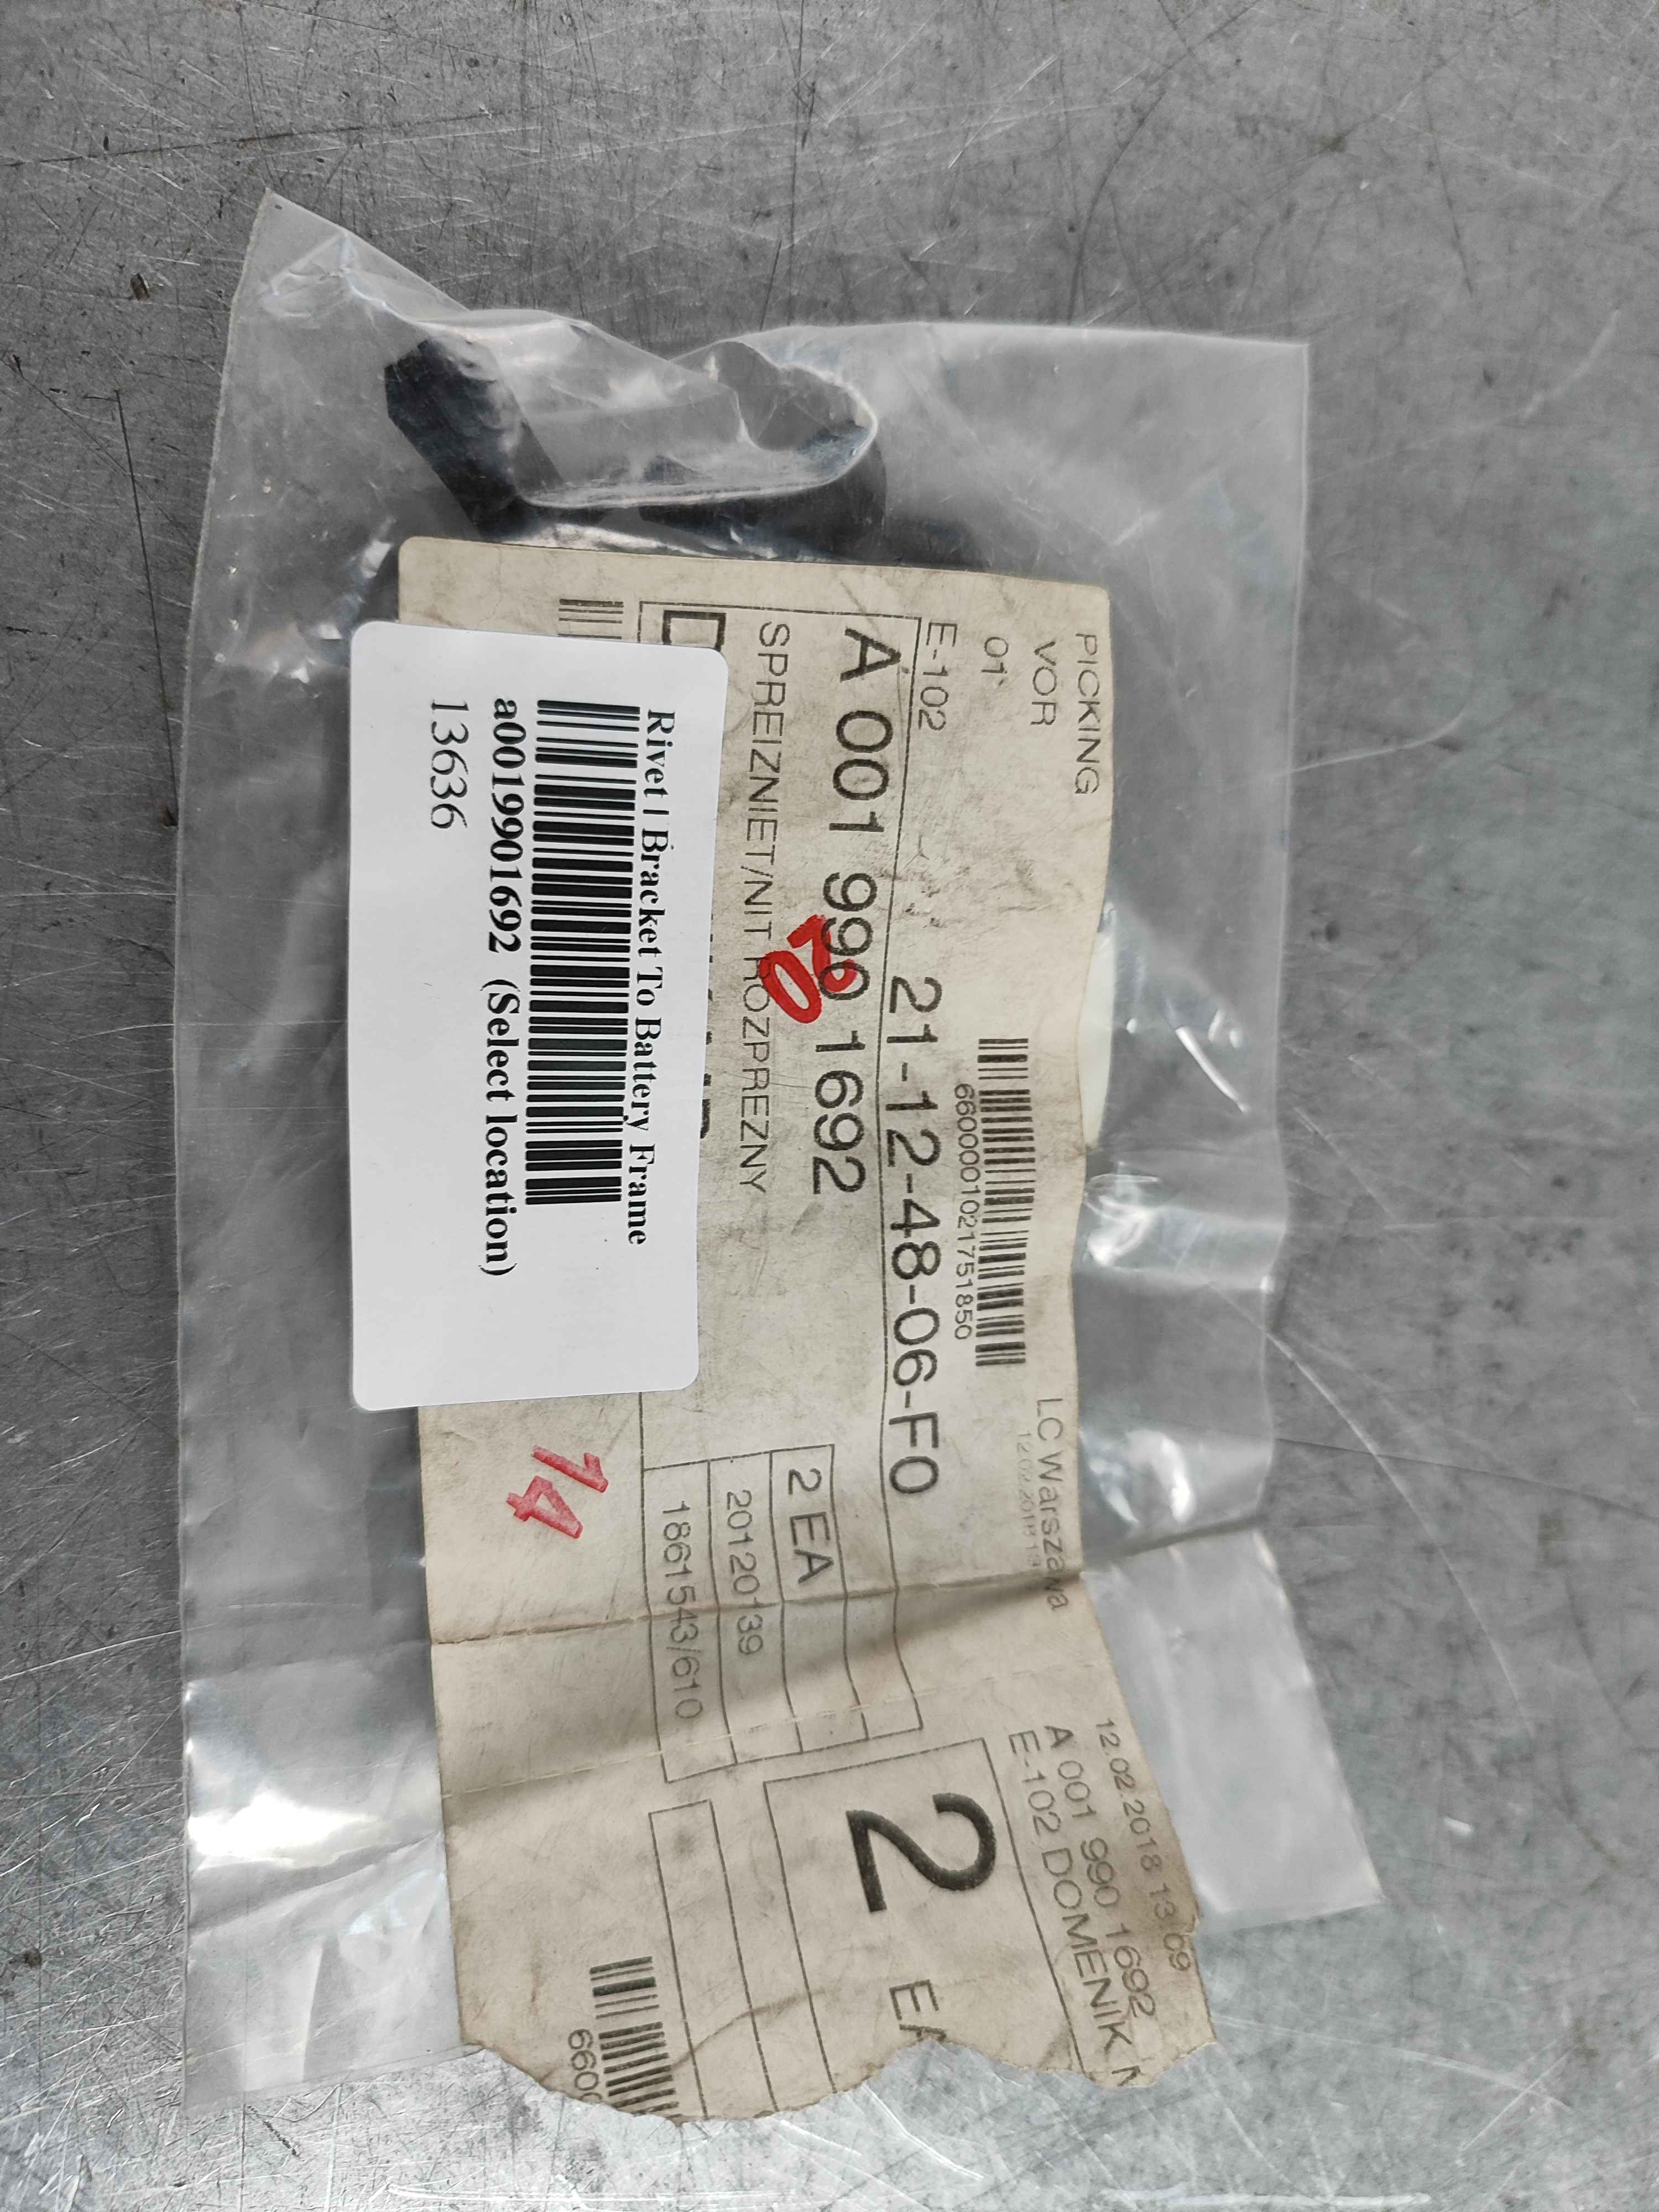 PICKING
VOR
01
LC Warszawa
6600001021751850
E-102
21-12-48-06-F0
A 001 990 1692
20
SPREIZNIET/NIT ROZPREZNY
2 EA
20120139
1861543/610
14
12.02.2018 13:09
A 001 990 1692
E-102 DOMENIK
2 EA
6600
Rivet | Bracket To Battery Frame
a0019901692 (Select location)
13636